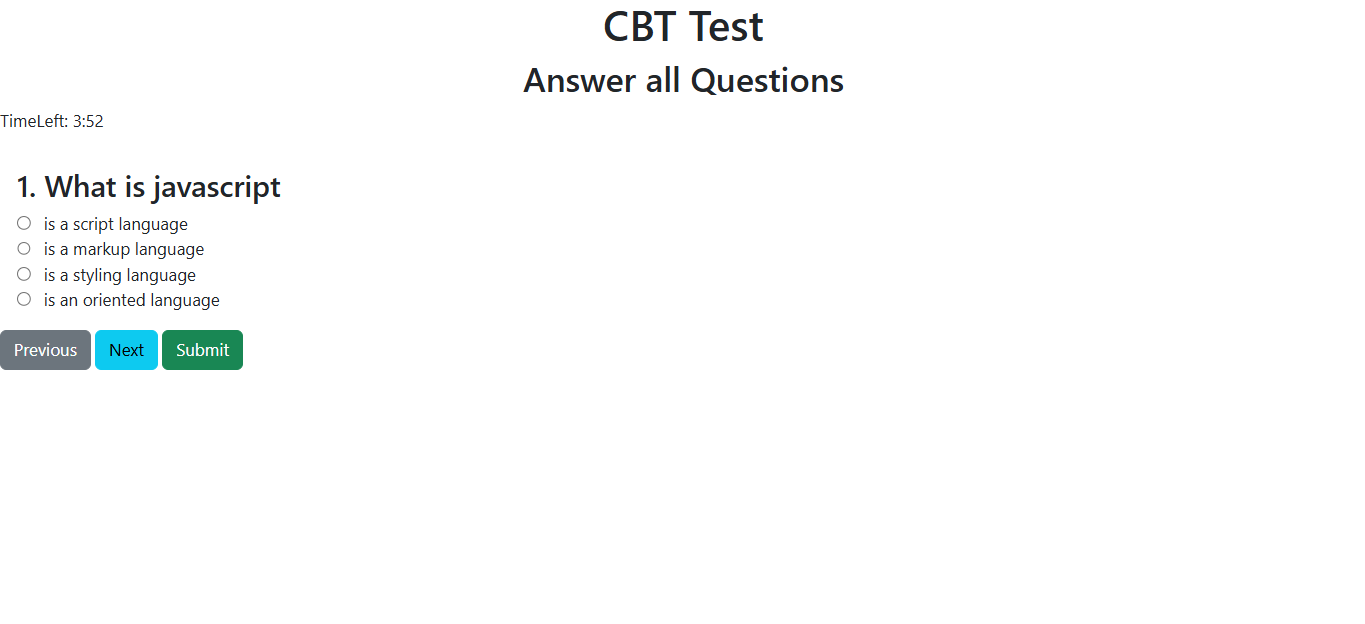 CBT Test
Answer all Questions
TimeLeft: 3:52
1. What is javascript
is a script language
is a markup language
is a styling language
is an oriented language
Previous Next Submit